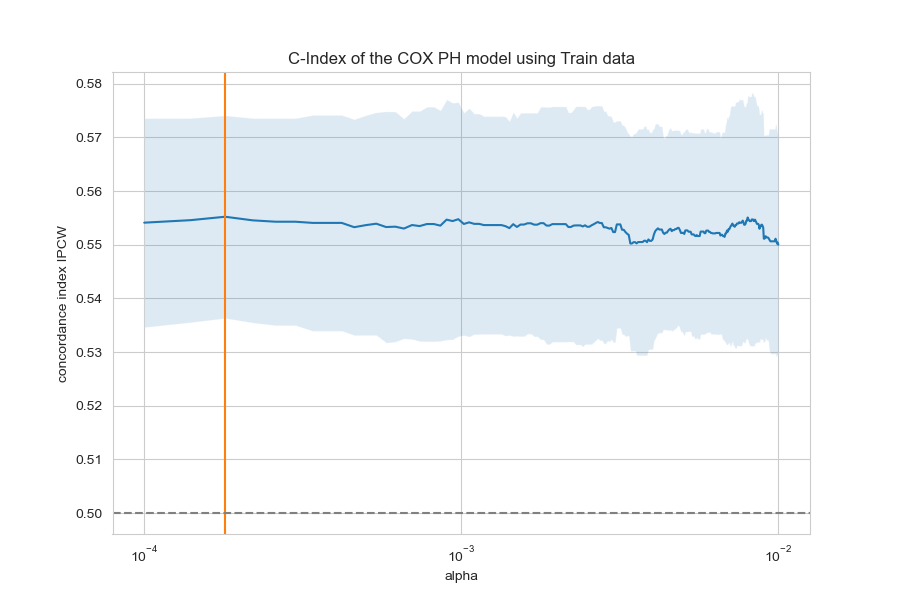 C-Index of the COX PH model using Train data
concordance index IPCW
0.58
0.57
0.56
0.55
0.54
0.53
0.52
0.51
0.50
10⁻⁴ 10⁻³ 10⁻²
alpha